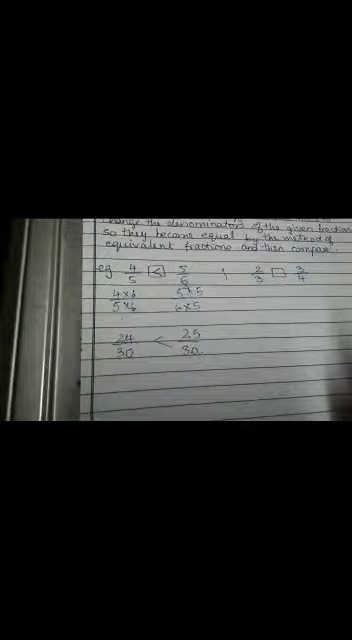 change the denominators of the given fractions
so they became equal by the method of
equivalent fractions and then compare.
eg 4/5 [<] 5/6 ; 2/3 □ 3/4
4×6/5×6 5×5/6×5
24/30 < 25/30.